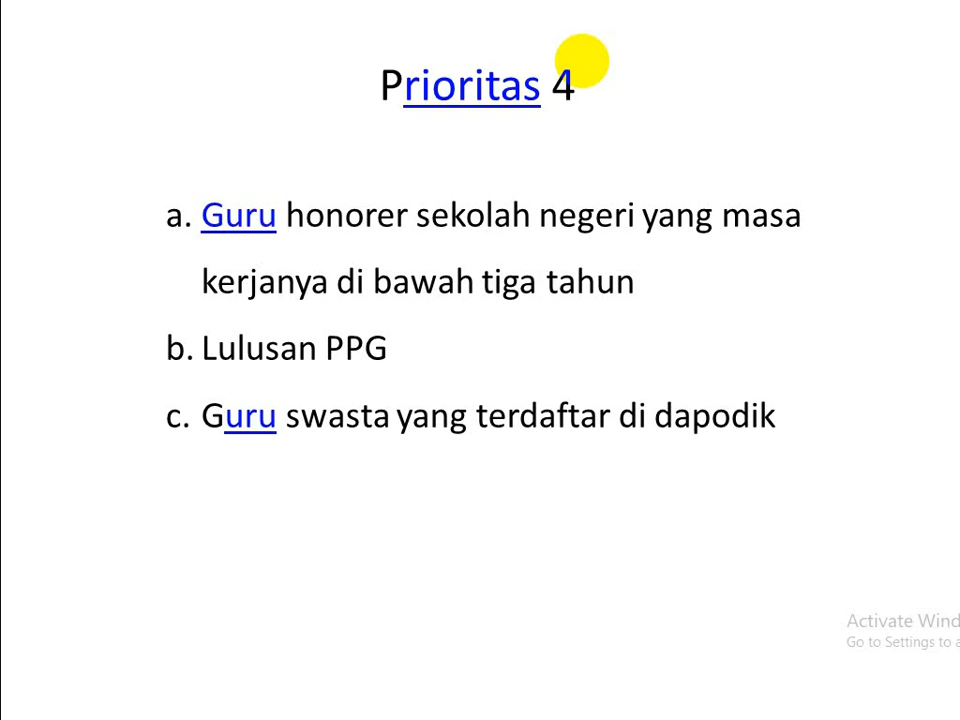 Prioritas 4
a. Guru honorer sekolah negeri yang masa
kerjanya di bawah tiga tahun
b. Lulusan PPG
c. Guru swasta yang terdaftar di dapodik
Activate Wind
Go to Settings to a